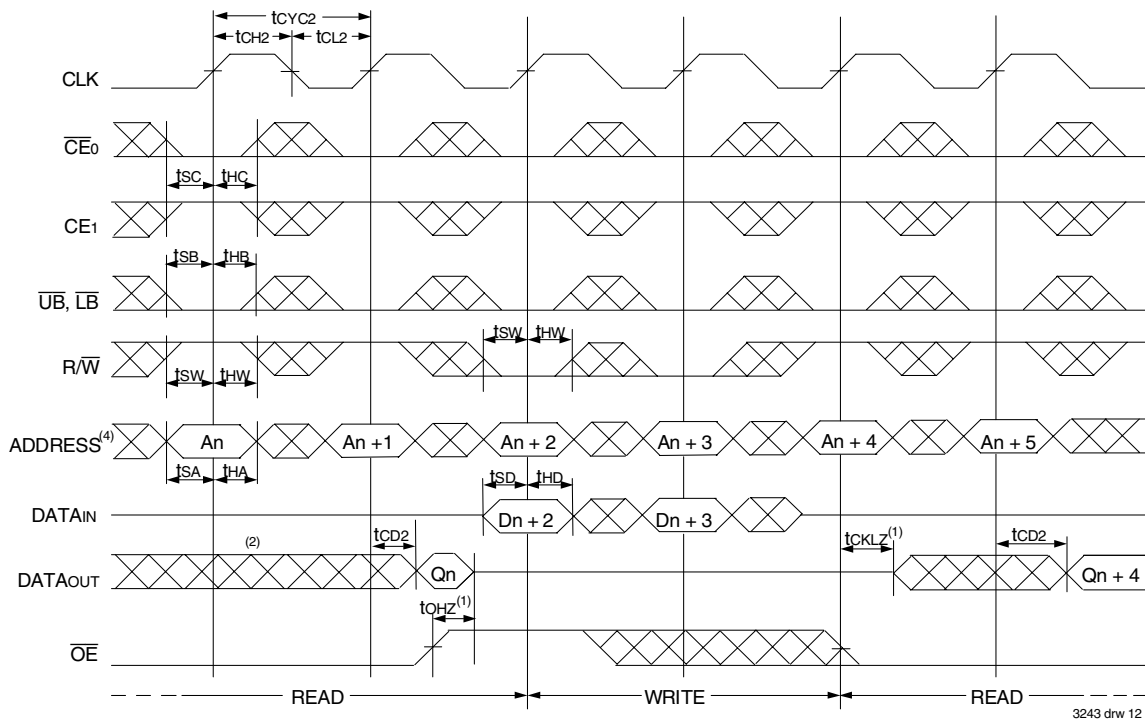 tCYC2
tCH2 tCL2
CLK
CE0
tSC tHC
CE1
tSB tHB
UB, LB
tSW tHW
R/W
tSW tHW
ADDRESS(4) An An + 1 An + 2 An + 3 An + 4 An + 5
tSA tHA tSD tHD
DATAIN Dn + 2 Dn + 3
(2) tCD2 tCKLZ(1) tCD2
DATAOUT Qn Qn + 4
tOHZ(1)
OE
READ WRITE READ
3243 drw 12